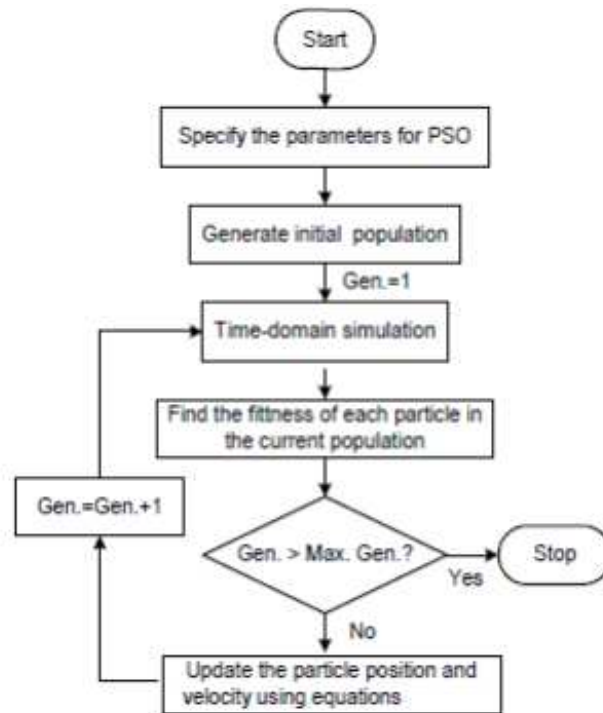 Start
Specify the parameters for PSO
Generate initial population
Gen.=1
Time-domain simulation
Find the fittness of each particle in
the current population
Gen.=Gen.+1
Gen. > Max. Gen.?
Yes
Stop
No
Update the particle position and
velocity using equations